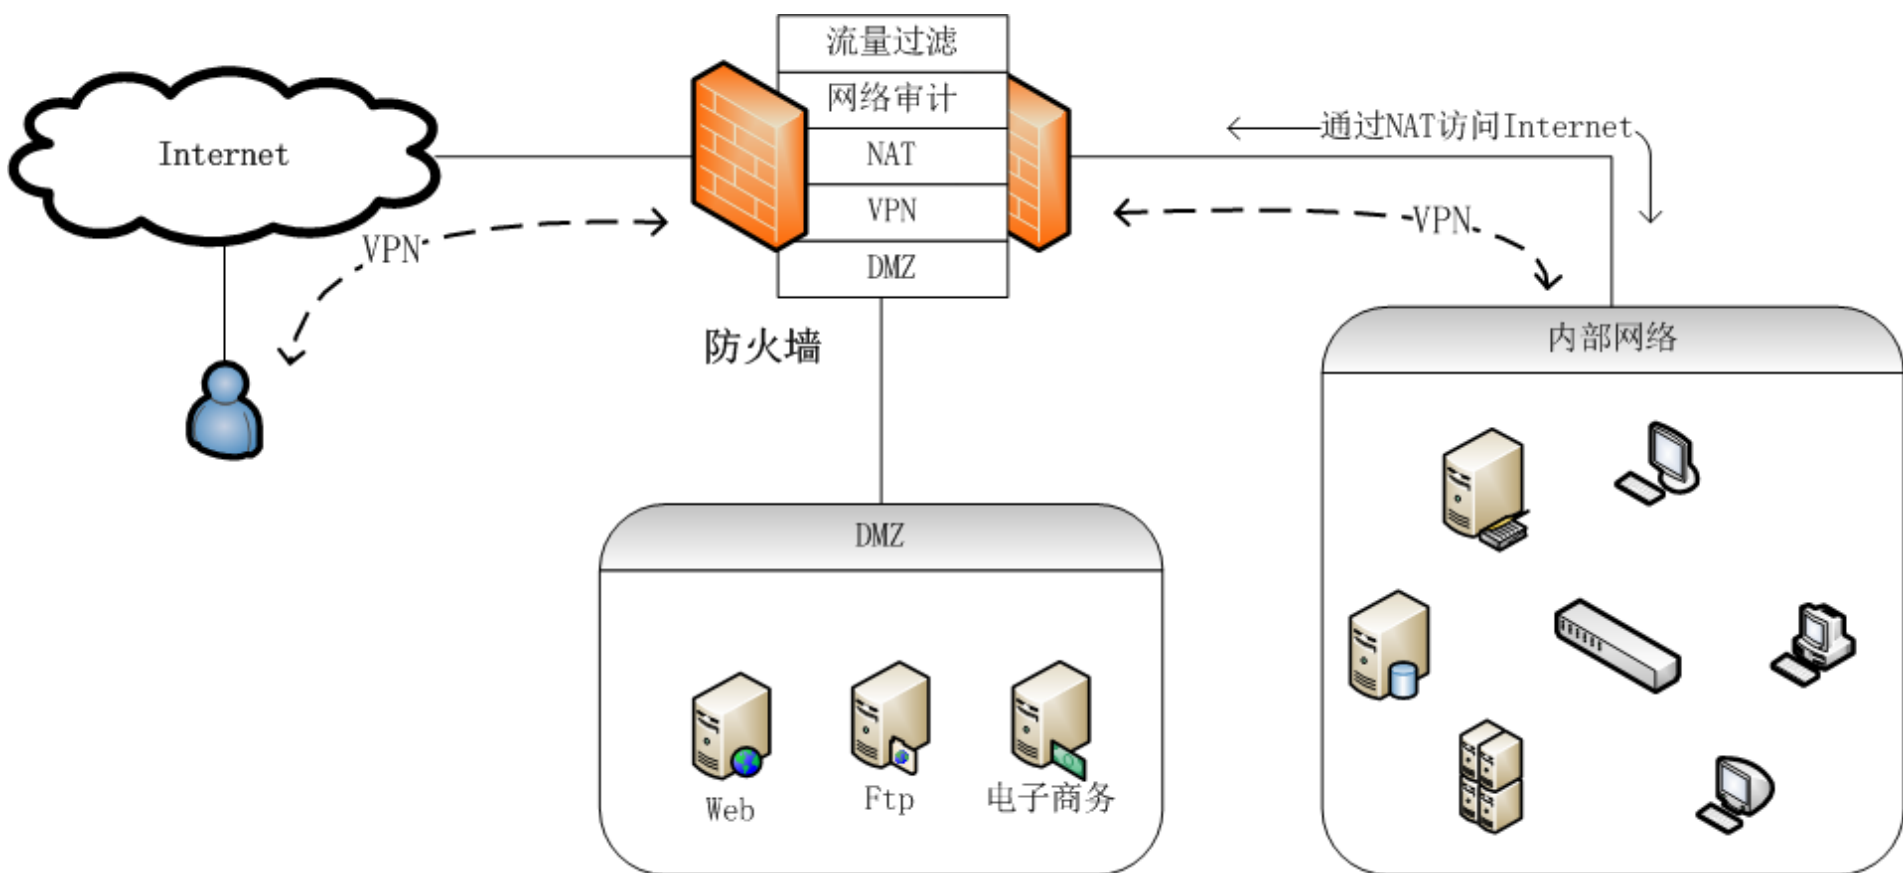 流量过滤
网络审计
NAT
VPN
DMZ
Internet
通过NAT访问Internet
VPN
VPN
防火墙
内部网络
DMZ
Web
Ftp
电子商务